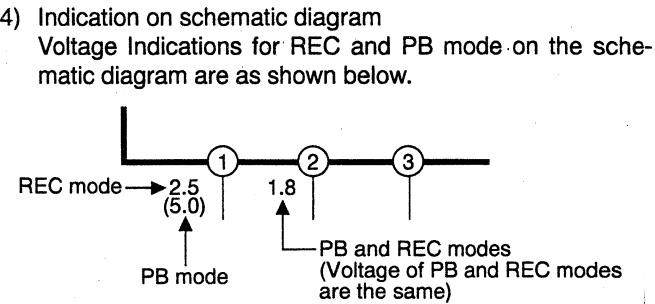 4) Indication on schematic diagram
Voltage Indications for REC and PB mode on the sche-
matic diagram are as shown below.
1 2 3
REC mode 2.5 1.8
(5.0)
PB mode
PB and REC modes
(Voltage of PB and REC modes
are the same)